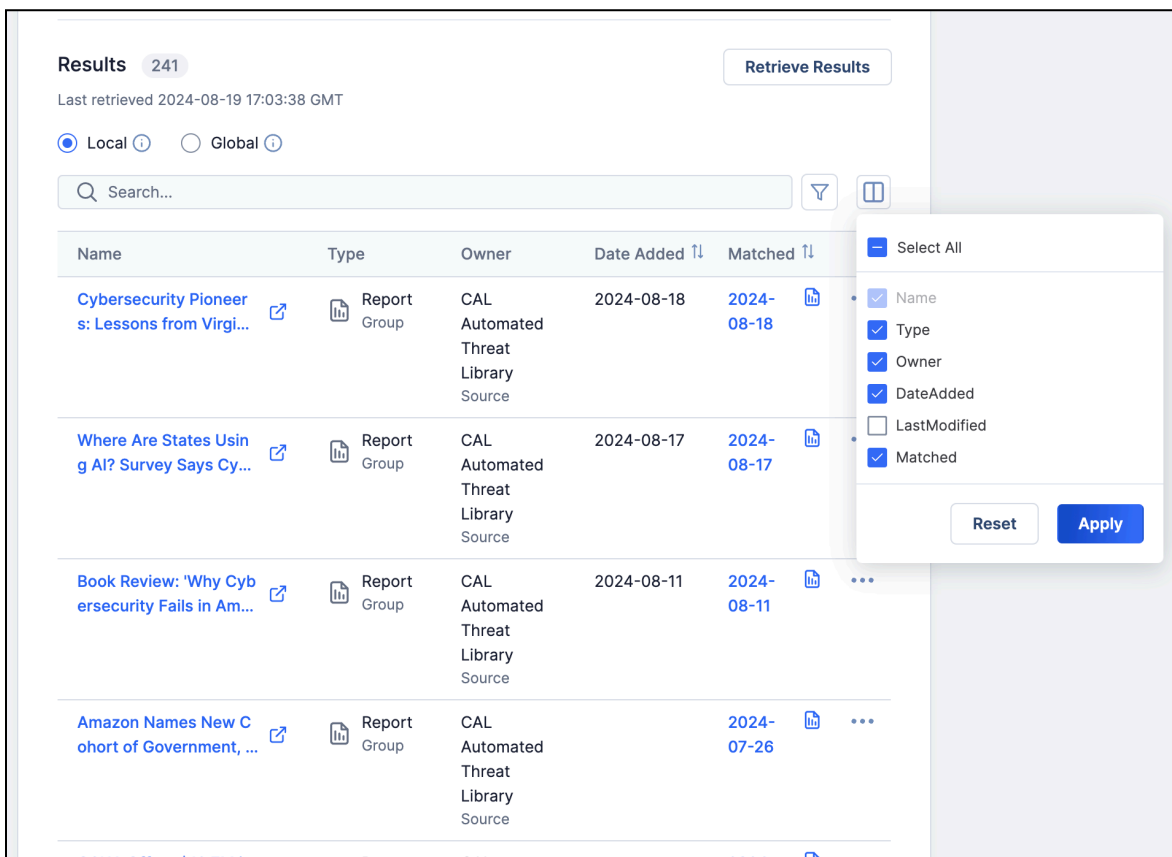 Results 241
Retrieve Results
Last retrieved 2024-08-19 17:03:38 GMT
Local
Global
Search...
Name
Type
Owner
Date Added
Matched
Cybersecurity Pioneer
s: Lessons from Virgi...
Report
Group
CAL
Automated
Threat
Library
Source
2024-08-18
2024-
08-18
Where Are States Usin
g AI? Survey Says Cy...
Report
Group
CAL
Automated
Threat
Library
Source
2024-08-17
2024-
08-17
Book Review: 'Why Cyb
ersecurity Fails in Am...
Report
Group
CAL
Automated
Threat
Library
Source
2024-08-11
2024-
08-11
Amazon Names New C
ohort of Government, ...
Report
Group
CAL
Automated
Threat
Library
Source
2024-
07-26
Select All
Name
Type
Owner
DateAdded
LastModified
Matched
Reset
Apply